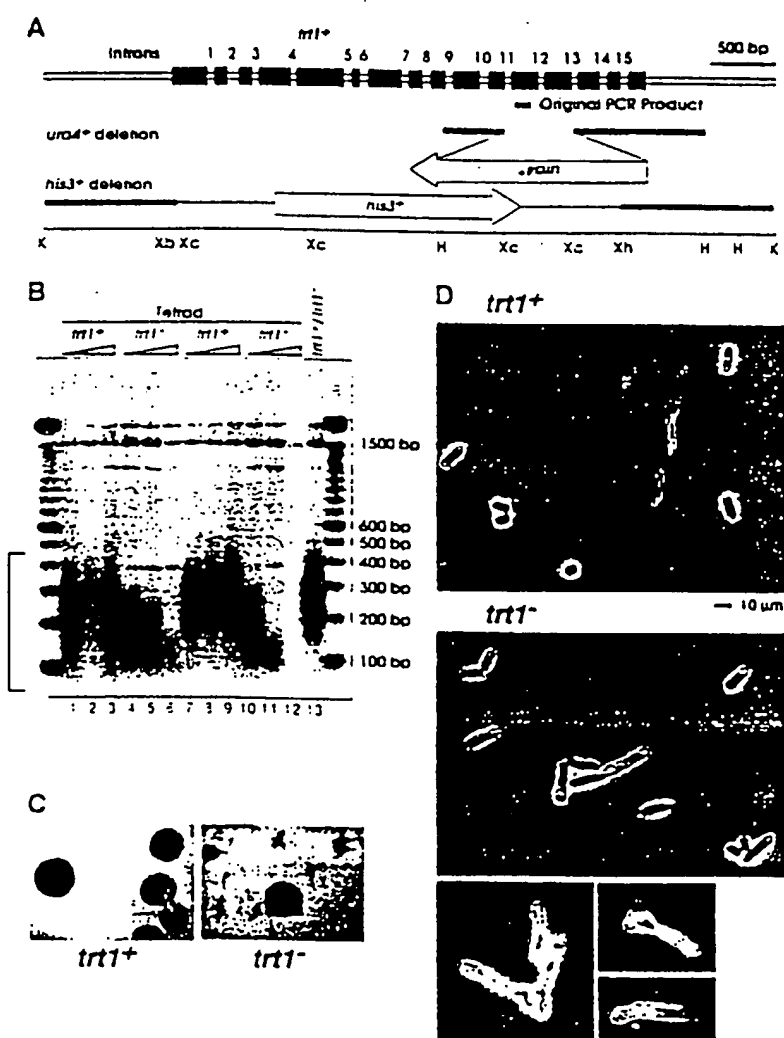 A
trt1+
Introns 1 2 3 4 5 6 7 8 9 10 11 12 13 14 15
500 bp
Original PCR Product
ura4+ deletion
ura4+
his3+ deletion
his3+
K Xb Xc Xc H Xc Xc Xh H H K
B
Tetrad
trt1+ trt1- trt1+ trt1- trt1+/trt1-
1500 bp
600 bp
500 bp
400 bp
300 bp
200 bp
100 bp
1 2 3 4 5 6 7 8 9 10 11 12 13
C
trt1+ trt1-
D
trt1+
10 µm
trt1-